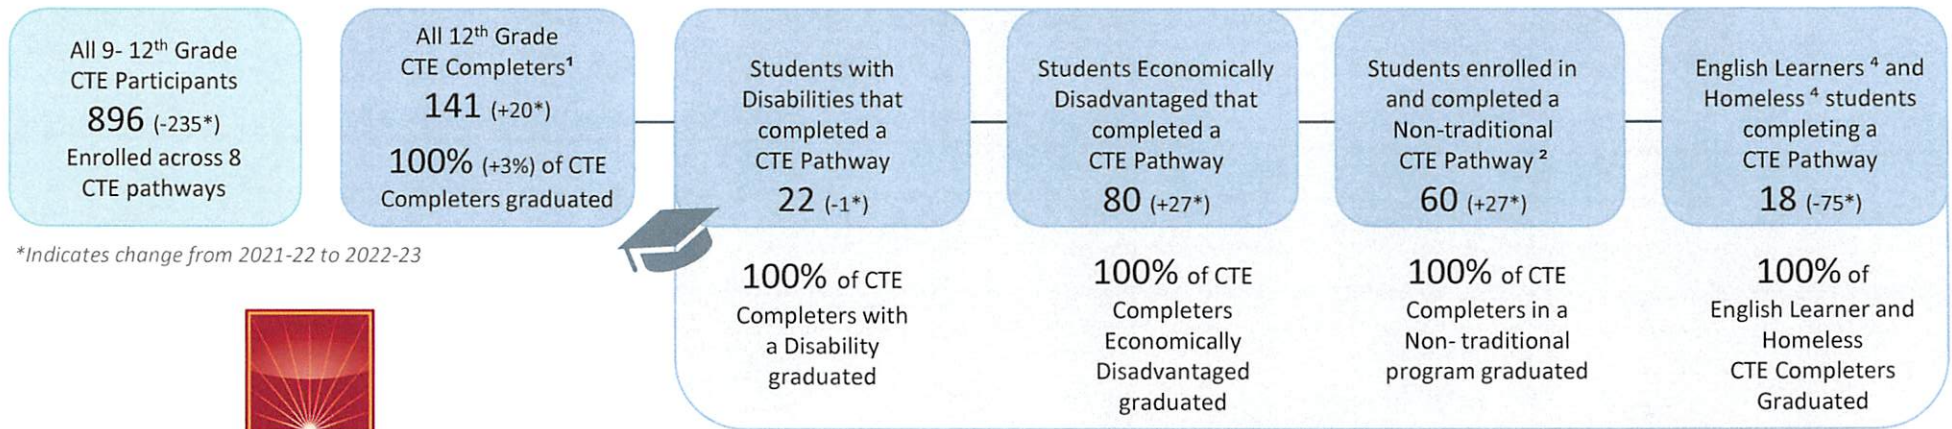 All 9- 12th Grade
CTE Participants
896 (-235*)
Enrolled across 8
CTE pathways
All 12th Grade
CTE Completers¹
141 (+20*)
100% (+3%) of CTE
Completers graduated
Students with
Disabilities that
completed a
CTE Pathway
22 (-1*)
Students Economically
Disadvantaged that
completed a
CTE Pathway
80 (+27*)
Students enrolled in
and completed a
Non-traditional
CTE Pathway ²
60 (+27*)
English Learners ⁴ and
Homeless ⁴ students
completing a
CTE Pathway
18 (-75*)
*Indicates change from 2021-22 to 2022-23
100% of CTE
Completers with
a Disability
graduated
100% of CTE
Completers
Economically
Disadvantaged
graduated
100% of CTE
Completers in a
Non- traditional
program graduated
100% of
English Learner and
Homeless
CTE Completers
Graduated